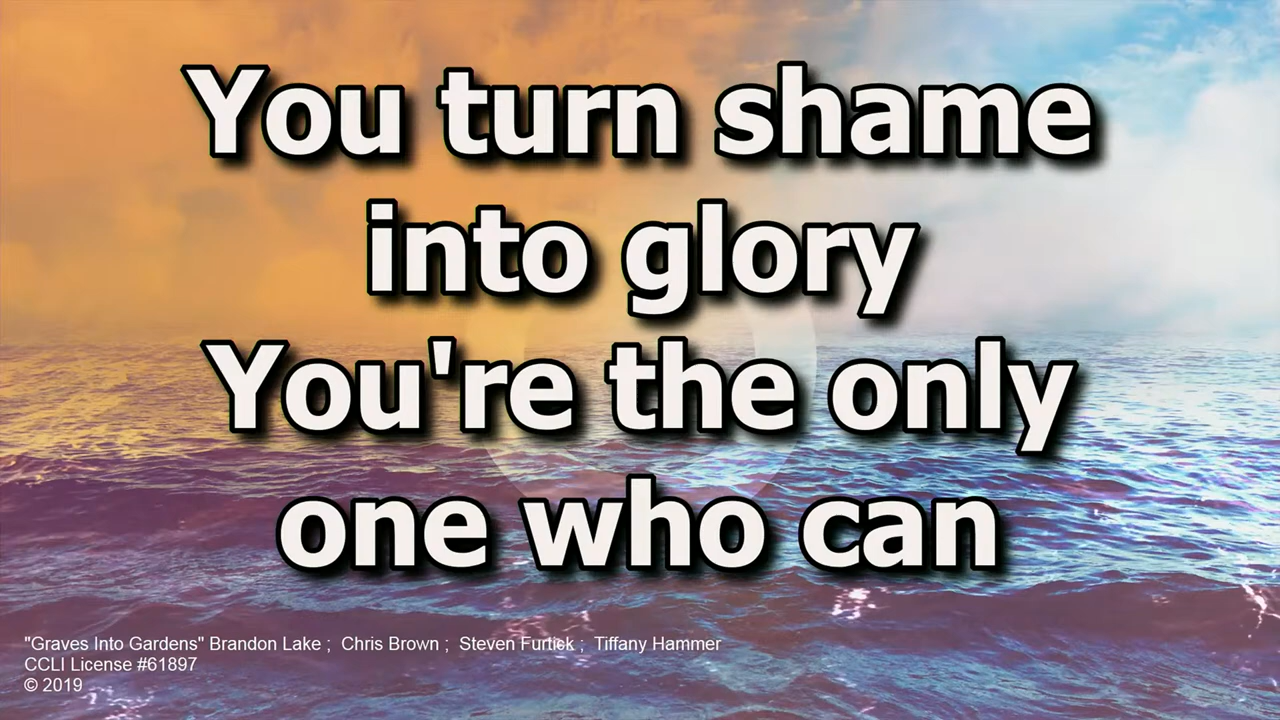 You turn shame
into glory
You're the only
one who can
"Graves Into Gardens" Brandon Lake ;  Chris Brown ;  Steven Furtick ;  Tiffany Hammer
CCLI License #61897
© 2019